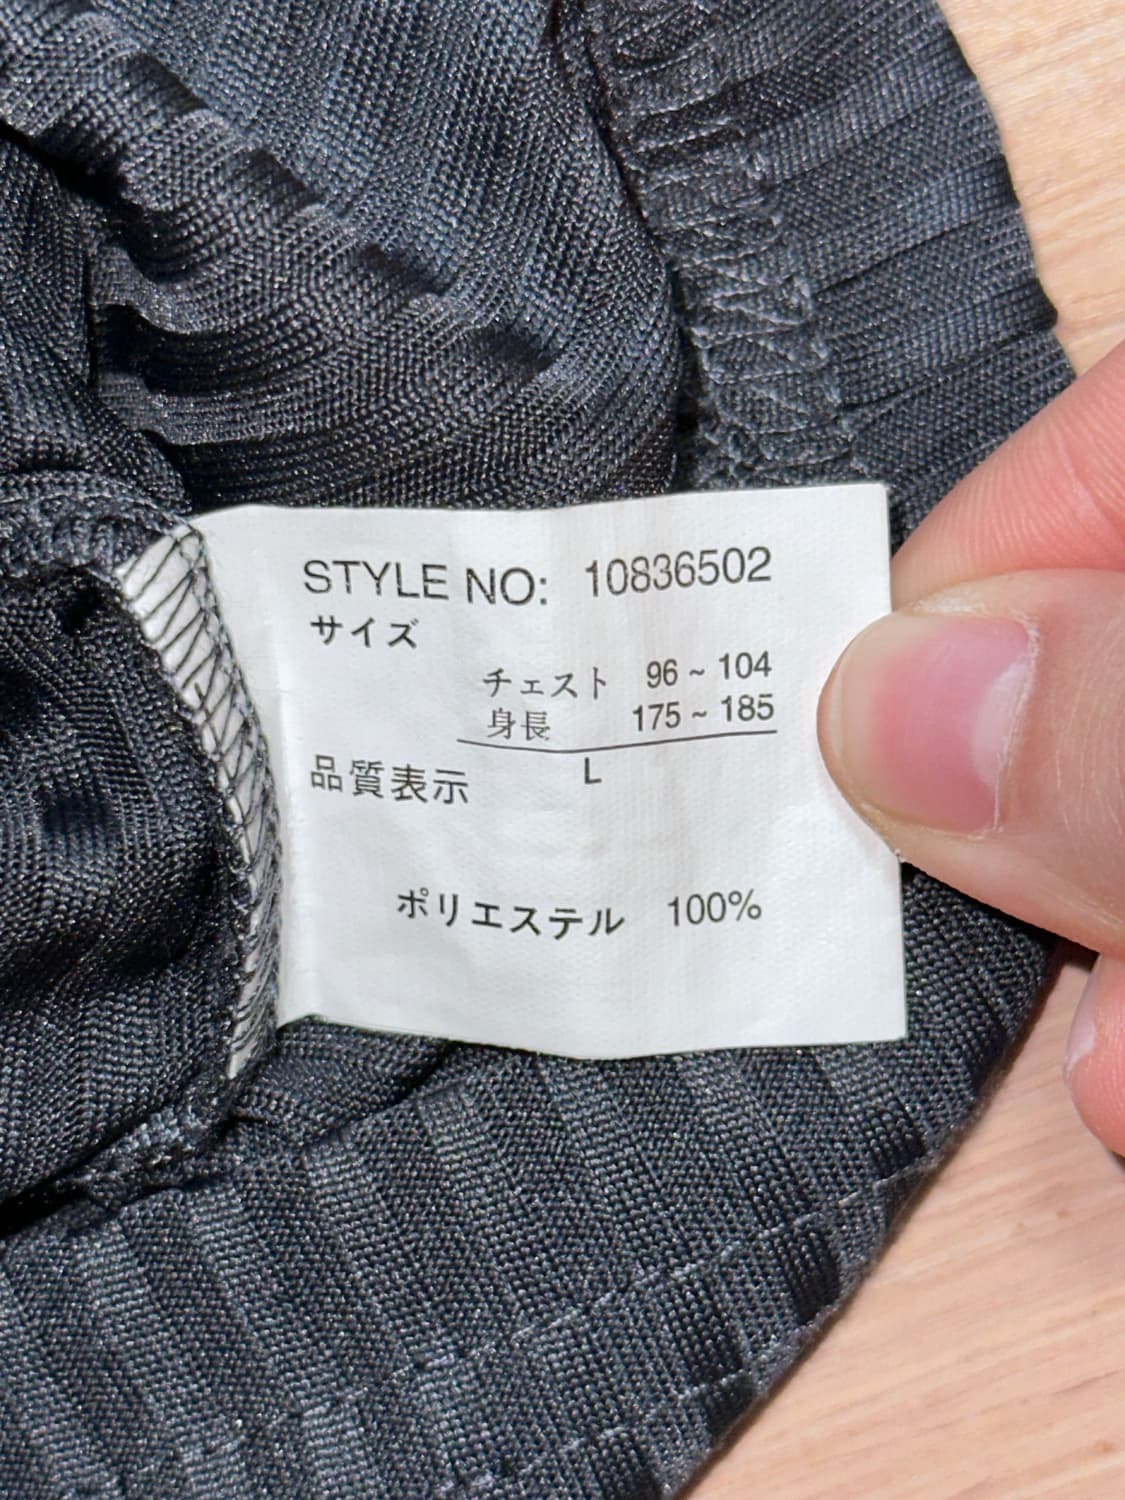 STYLE NO: 10836502
サイズ
チェスト 96 ~ 104
身長 175 ~ 185
L
品質表示
ポリエステル 100%